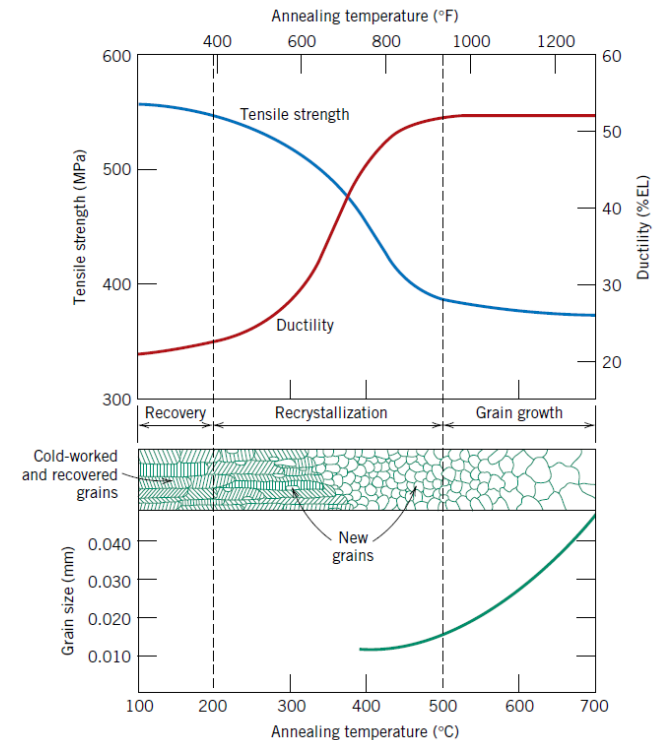 Annealing temperature (°F)
400 600 800 1000 1200
600 60
Tensile strength
50
500
40
Tensile strength (MPa)
Ductility (%EL)
400 30
Ductility
20
300
Recovery Recrystallization Grain growth
Cold-worked
and recovered
grains
New
grains
0.040
0.030
0.020
0.010
Grain size (mm)
100 200 300 400 500 600 700
Annealing temperature (°C)